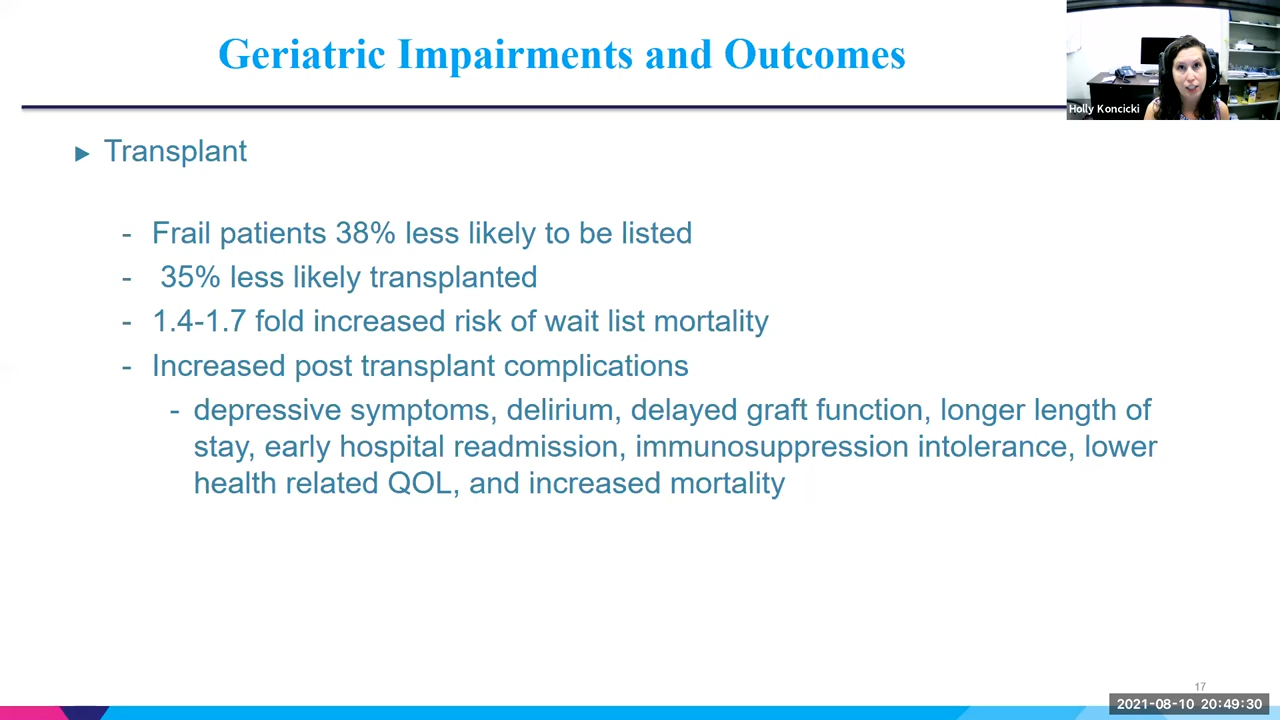 Geriatric Impairments and Outcomes
Holly Koncicki
Transplant
- Frail patients 38% less likely to be listed
- 35% less likely transplanted
- 1.4-1.7 fold increased risk of wait list mortality
- Increased post transplant complications
- depressive symptoms, delirium, delayed graft function, longer length of
stay, early hospital readmission, immunosuppression intolerance, lower
health related QOL, and increased mortality
17
2021-08-10 20:49:30